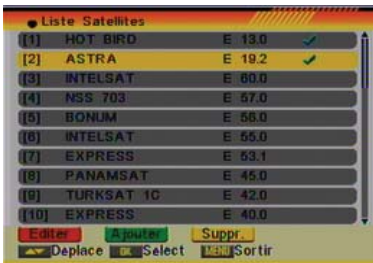 Liste Satellites
[1] HOT BIRD E 13.0
[2] ASTRA E 19.2
[3] INTELSAT E 60.0
[4] NSS 703 E 57.0
[5] BONUM E 56.0
[6] INTELSAT E 55.0
[7] EXPRESS E 53.1
[8] PANAMSAT E 45.0
[9] TURKSAT 1C E 42.0
[10] EXPRESS E 40.0
Editer Ajouter Suppr.
Deplace OK Select MENU Sortir